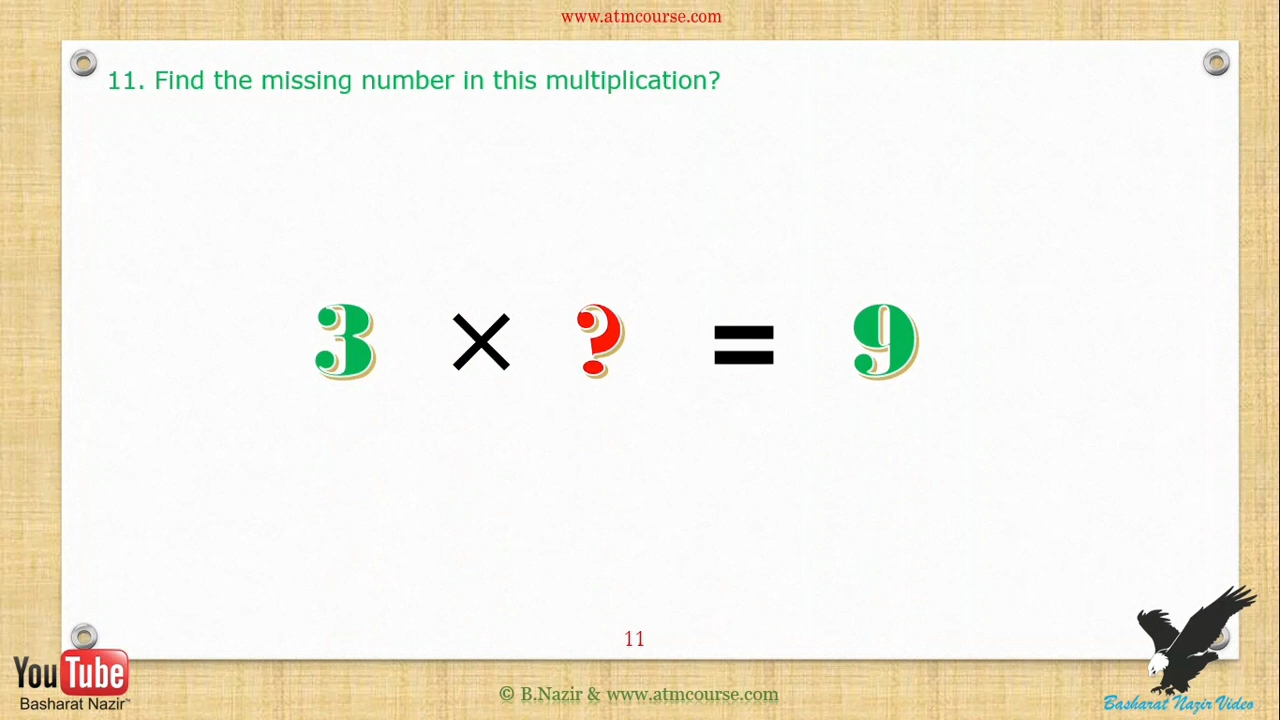 www.atmcourse.com
11. Find the missing number in this multiplication?
3 × ? = 9
11
YouTube
Basharat Nazir™
© B.Nazir & www.atmcourse.com
Basharat Nazir Video